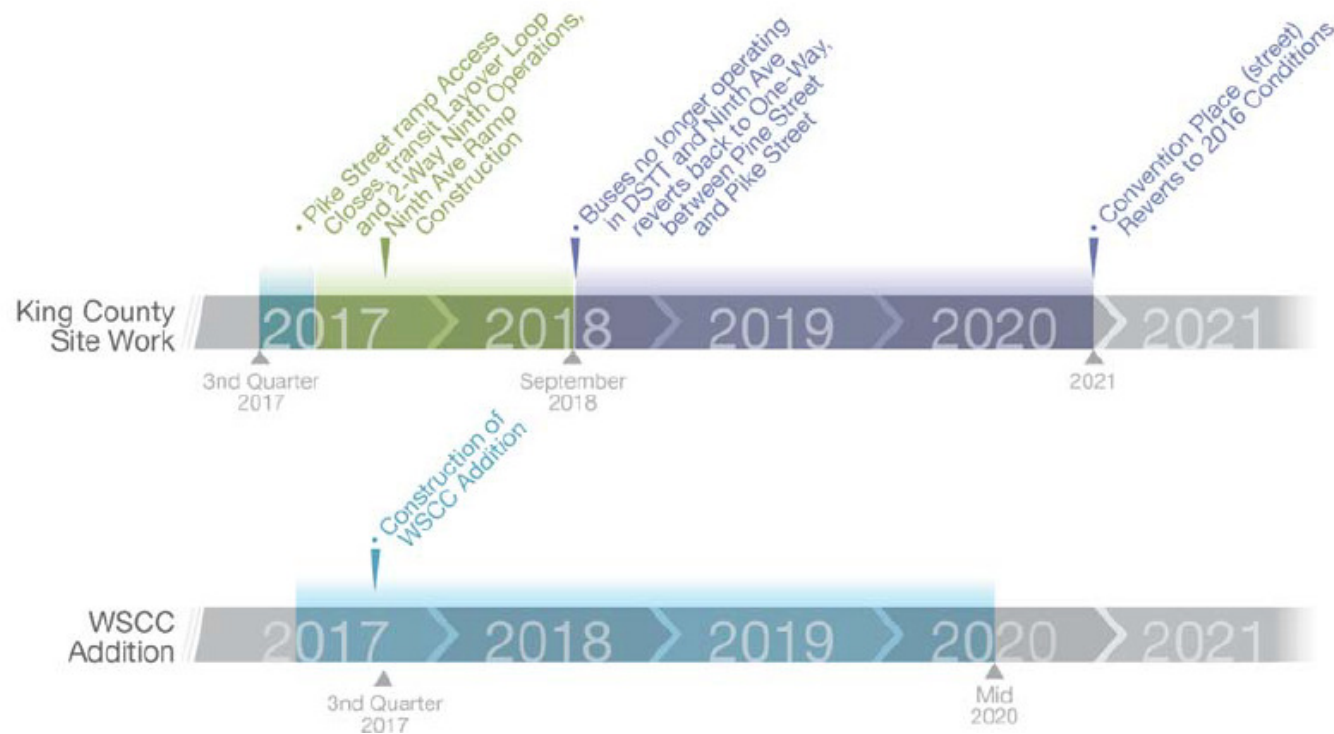 • Pike Street ramp Access
Closes, transit Layover Loop
and 2-Way Ninth Operations,
Ninth Ave Ramp
Construction
• Buses no longer operating
in DSTT and Ninth Ave
reverts back to One-Way,
between Pine Street
and Pike Street
• Convention Place (street)
Reverts to 2016 Conditions
King County
Site Work
2017
2018
2019
2020
2021
3nd Quarter
2017
September
2018
2021
• Construction of
WSCC Addition
WSCC
Addition
2017
2018
2019
2020
2021
3nd Quarter
2017
Mid
2020